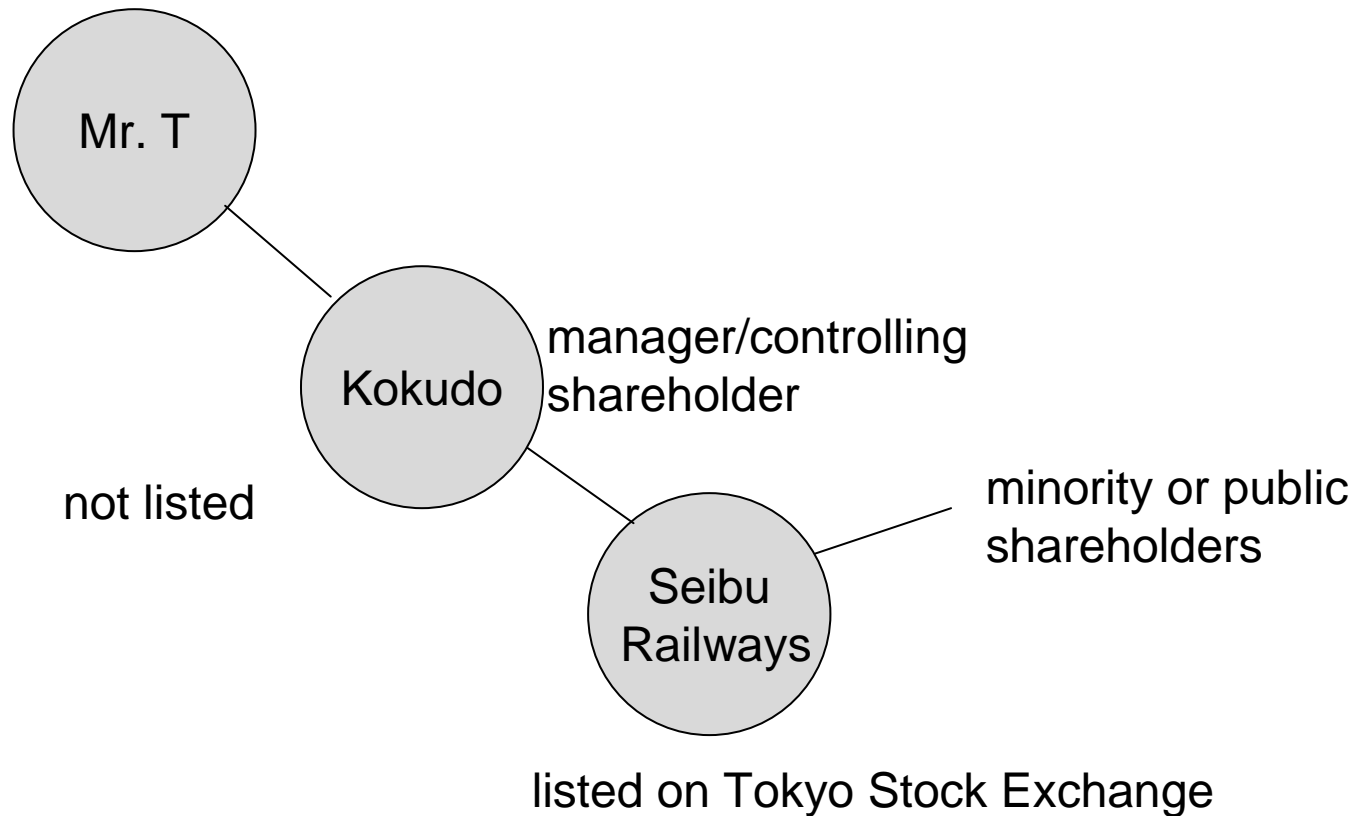 Mr. T
Kokudo
manager/controlling
shareholder
not listed
minority or public
shareholders
Seibu
Railways
listed on Tokyo Stock Exchange